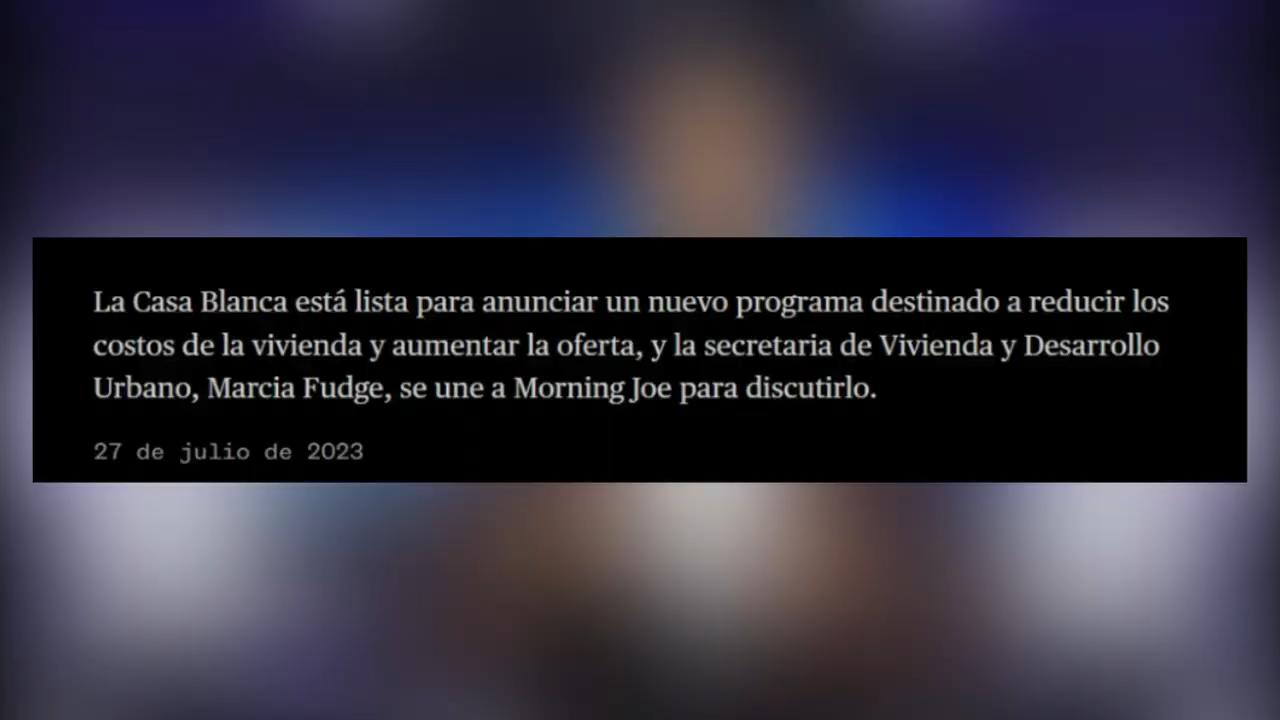 La Casa Blanca está lista para anunciar un nuevo programa destinado a reducir los
costos de la vivienda y aumentar la oferta, y la secretaria de Vivienda y Desarrollo
Urbano, Marcia Fudge, se une a Morning Joe para discutirlo.
27 de julio de 2023